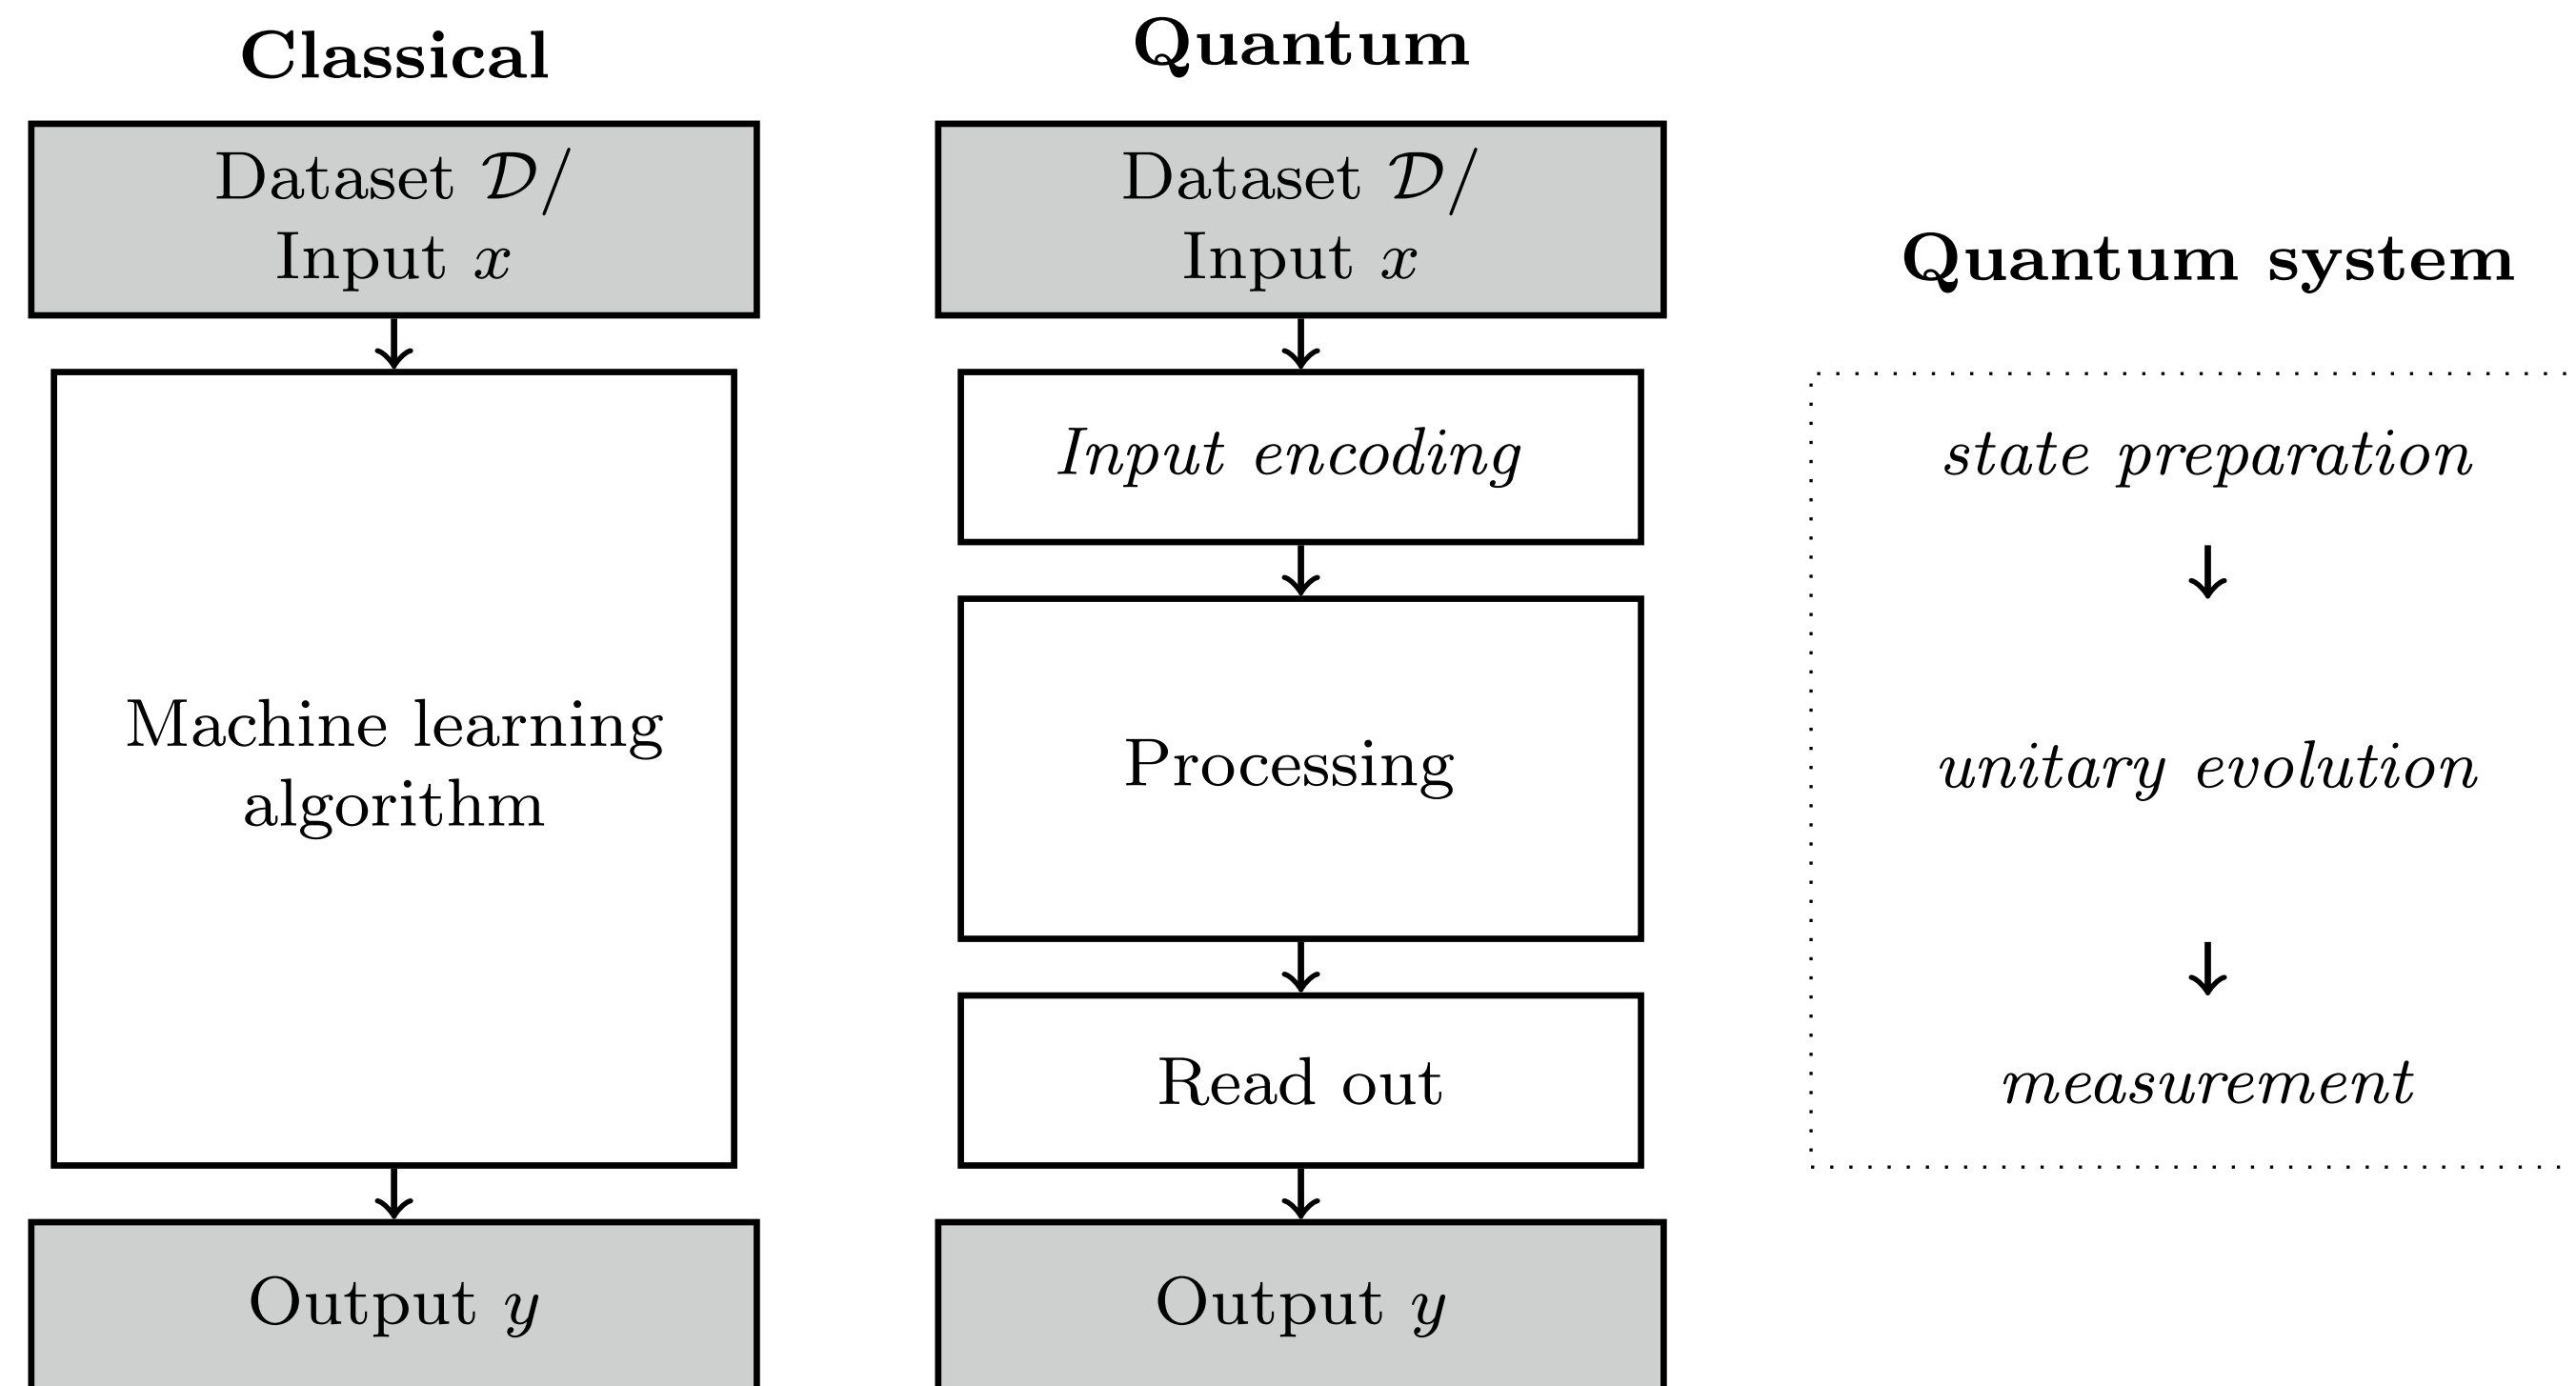 Classical
Dataset 𝒟/
Input x
Machine learning
algorithm
Output y
Quantum
Dataset 𝒟/
Input x
Input encoding
Processing
Read out
Output y
Quantum system
state preparation
unitary evolution
measurement